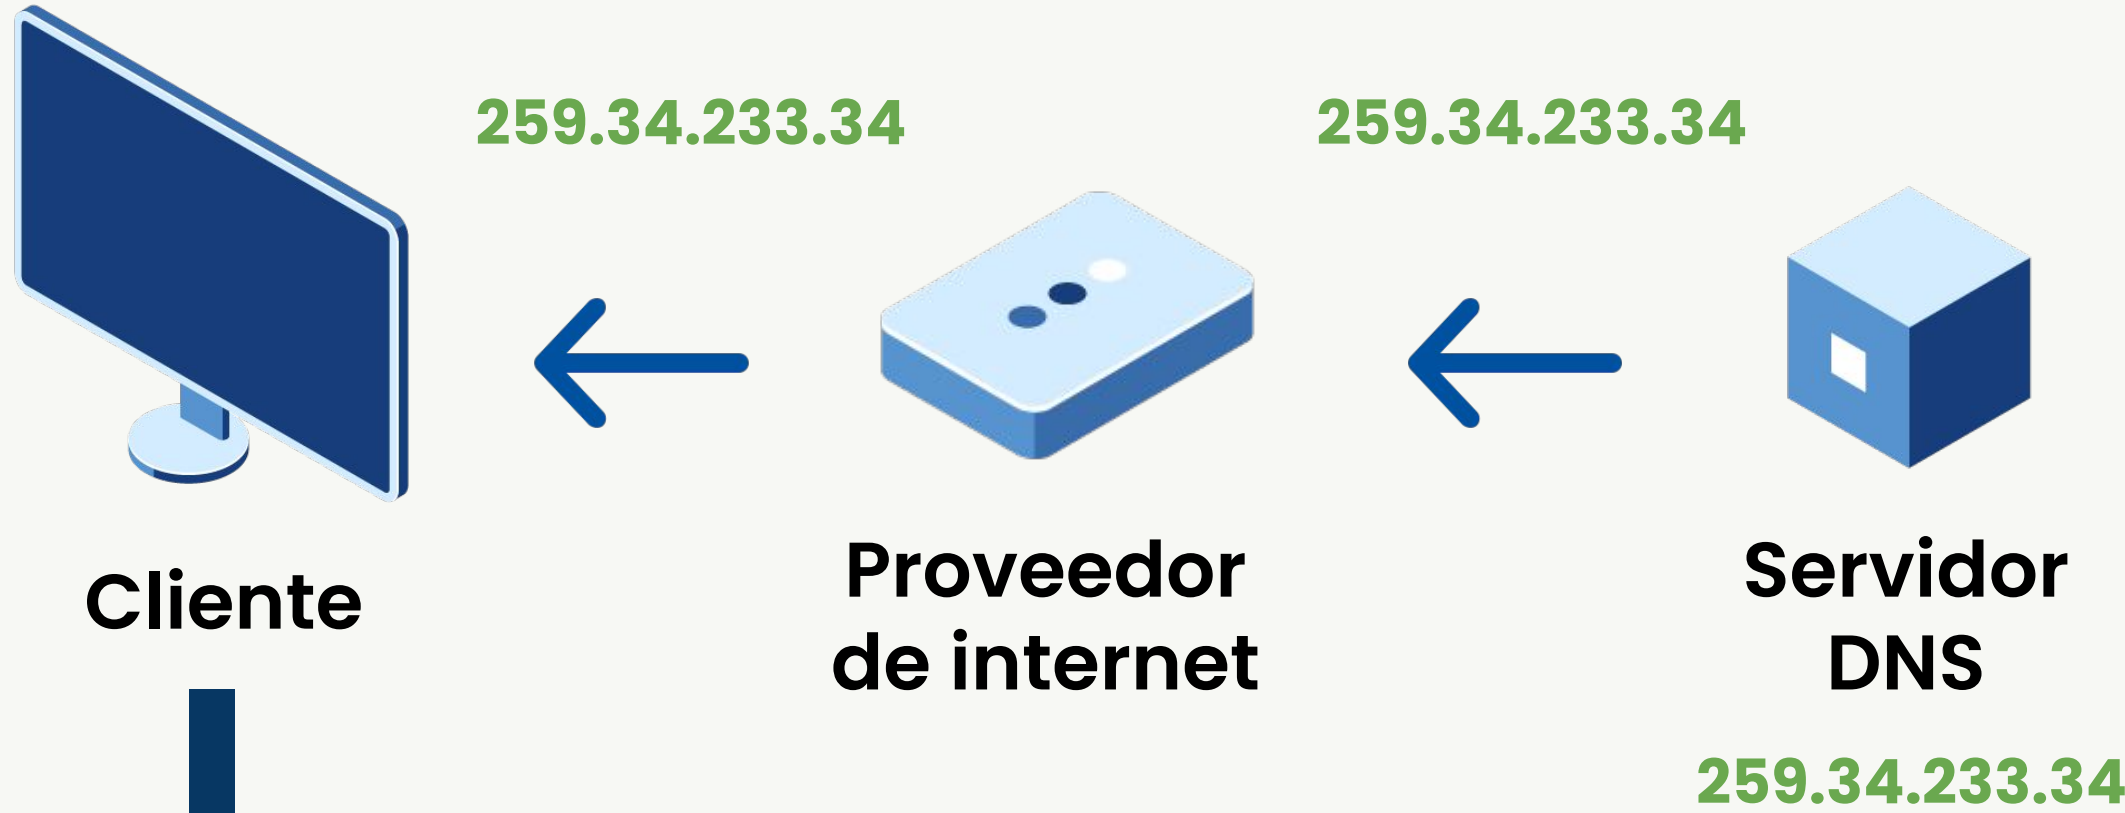 259.34.233.34
259.34.233.34
Cliente
Proveedor
de internet
Servidor
DNS
259.34.233.34